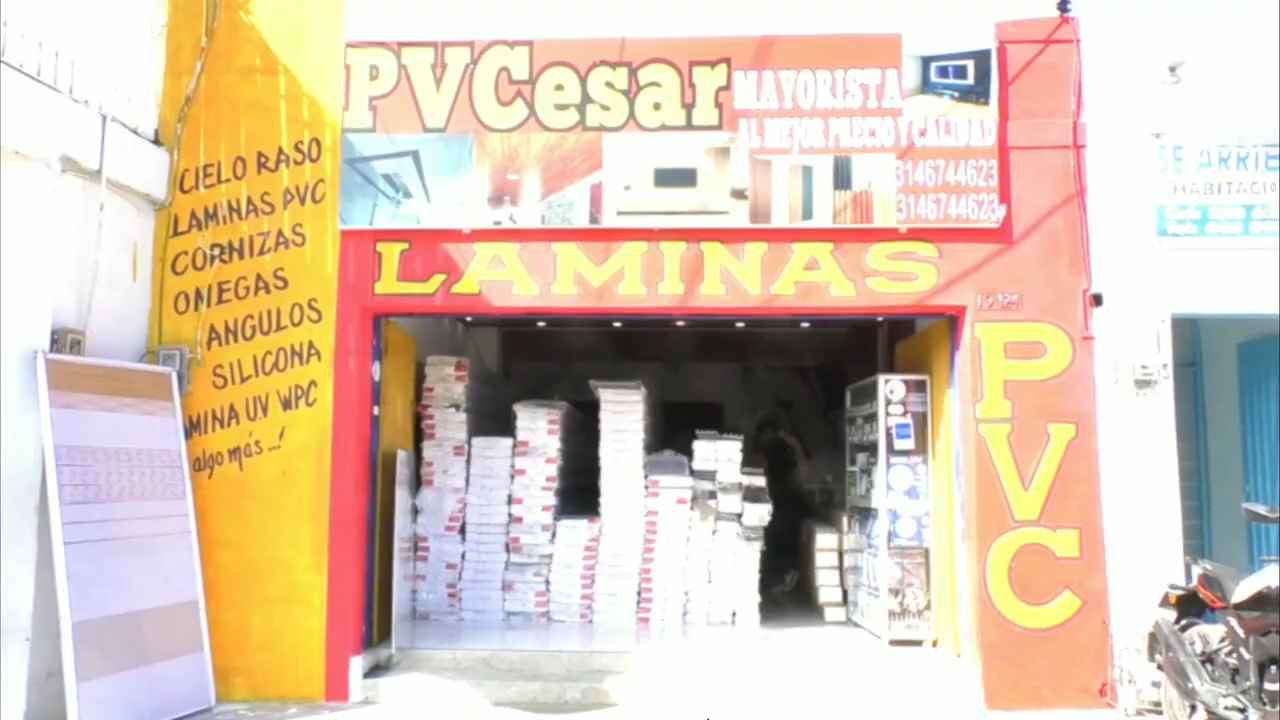 CIELO RASO
LAMINAS PVC
CORNIZAS
OMEGAS
ANGULOS
SILICONA
AMINA UV WPC
algo más...!
PVCesar
MAYORISTA
AL MEJOR PRECIO Y CALIDAD
3146744623
3146744623
LAMINAS
PVC
SE ARRIE
HABITACIO